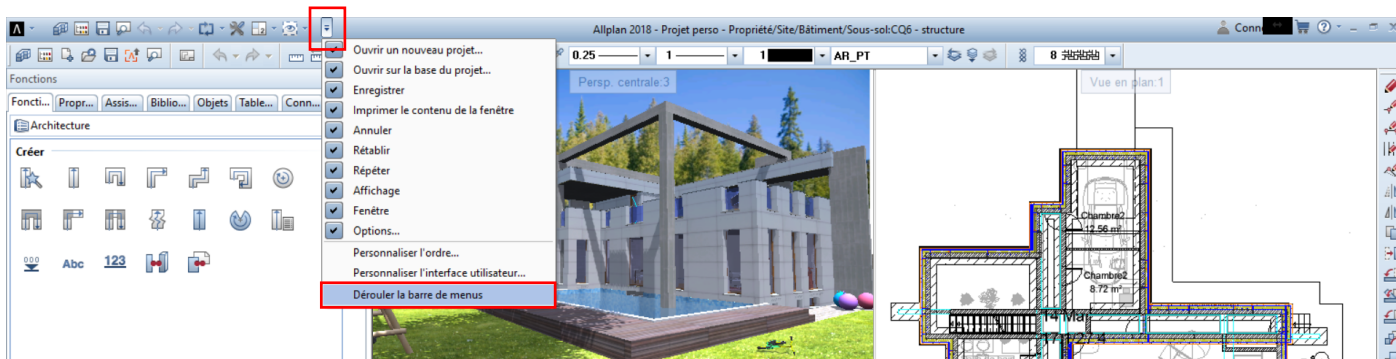 Allplan 2018 - Projet perso - Propriété/Site/Bâtiment/Sous-sol:CQ6 - structure
Conn
0.25
1
1
AR_PT
8
Fonctions
Foncti...
Propr...
Assis...
Biblio...
Objets
Table...
Conn...
Architecture
Créer
Abc
123
Ouvrir un nouveau projet...
Ouvrir sur la base du projet...
Enregistrer
Imprimer le contenu de la fenêtre
Annuler
Rétablir
Répéter
Affichage
Fenêtre
Options...
Personnaliser l'ordre...
Personnaliser l'interface utilisateur...
Dérouler la barre de menus
Persp. centrale:3
Vue en plan:1
Chambre2
12.56 m²
Chambre2
8.72 m²